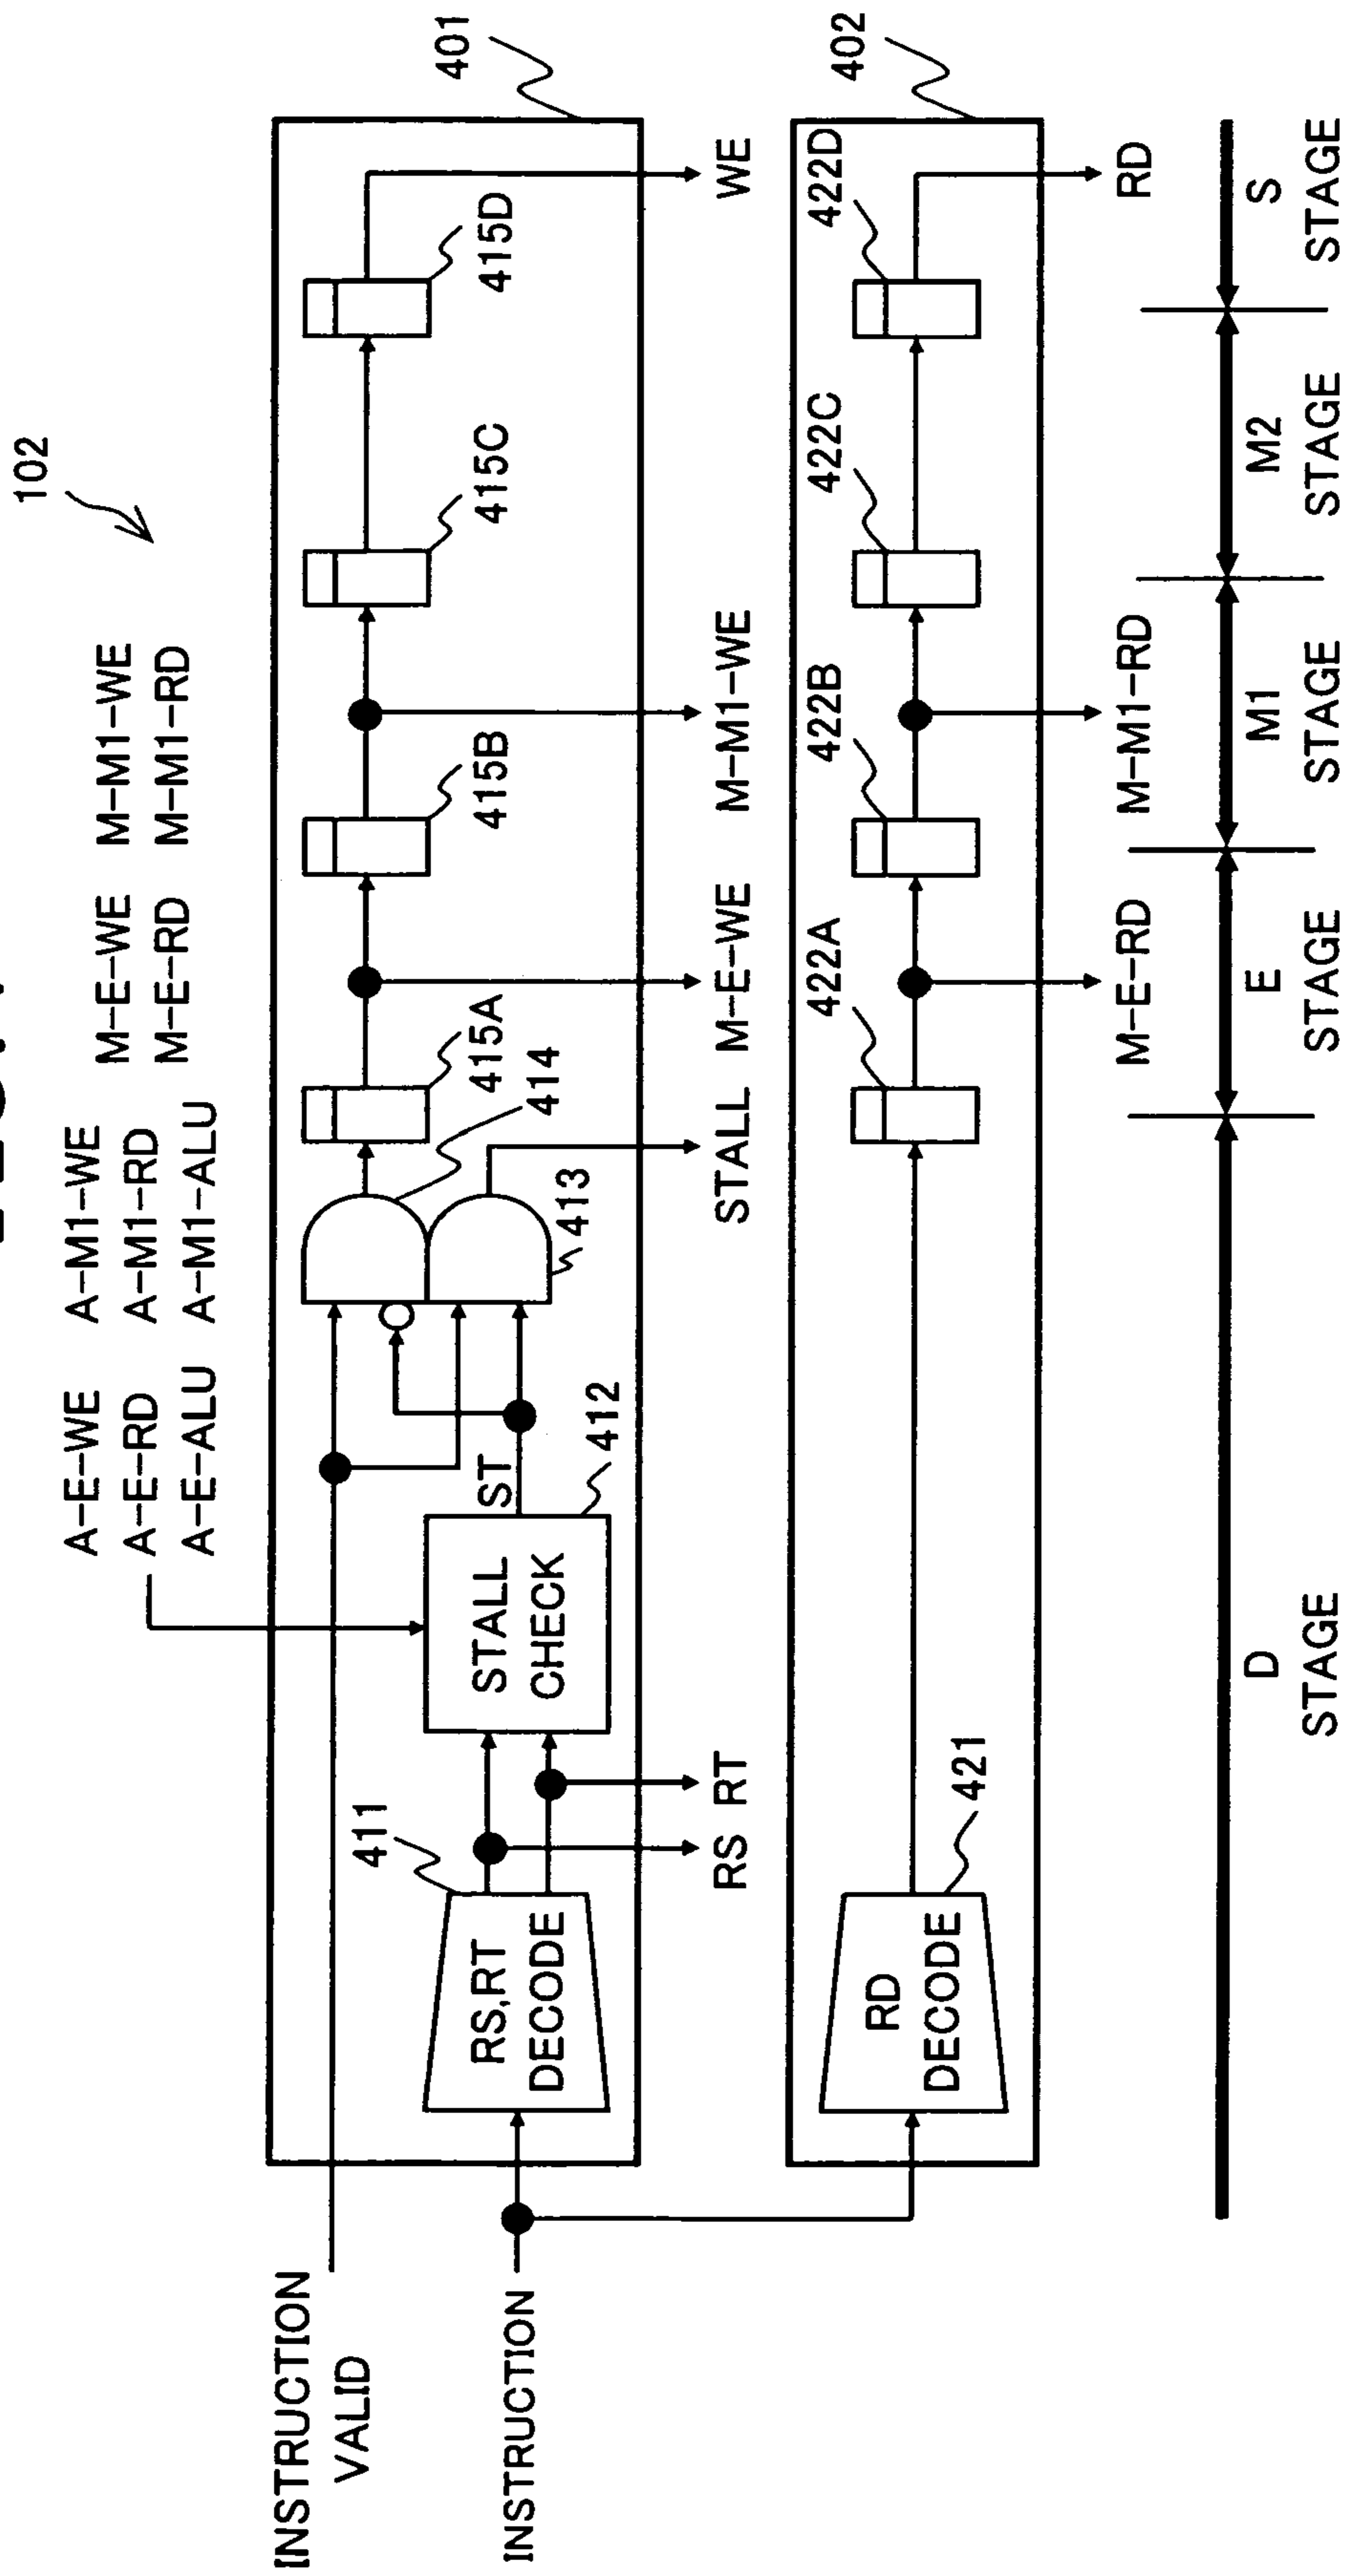 102
A-E-WE A-M1-WE M-E-WE M-M1-WE
A-E-RD A-M1-RD M-E-RD M-M1-RD
A-E-ALU A-M1-ALU
INSTRUCTION
VALID
INSTRUCTION
411
RS,RT
DECODE
STALL
CHECK
412
ST
413
414
415A
415B
415C
415D
401
RS RT STALL M-E-WE M-M1-WE WE
RD
DECODE
421
422A
422B
422C
422D
402
M-E-RD M-M1-RD RD
D
STAGE
E
STAGE
M1
STAGE
M2
STAGE
S
STAGE